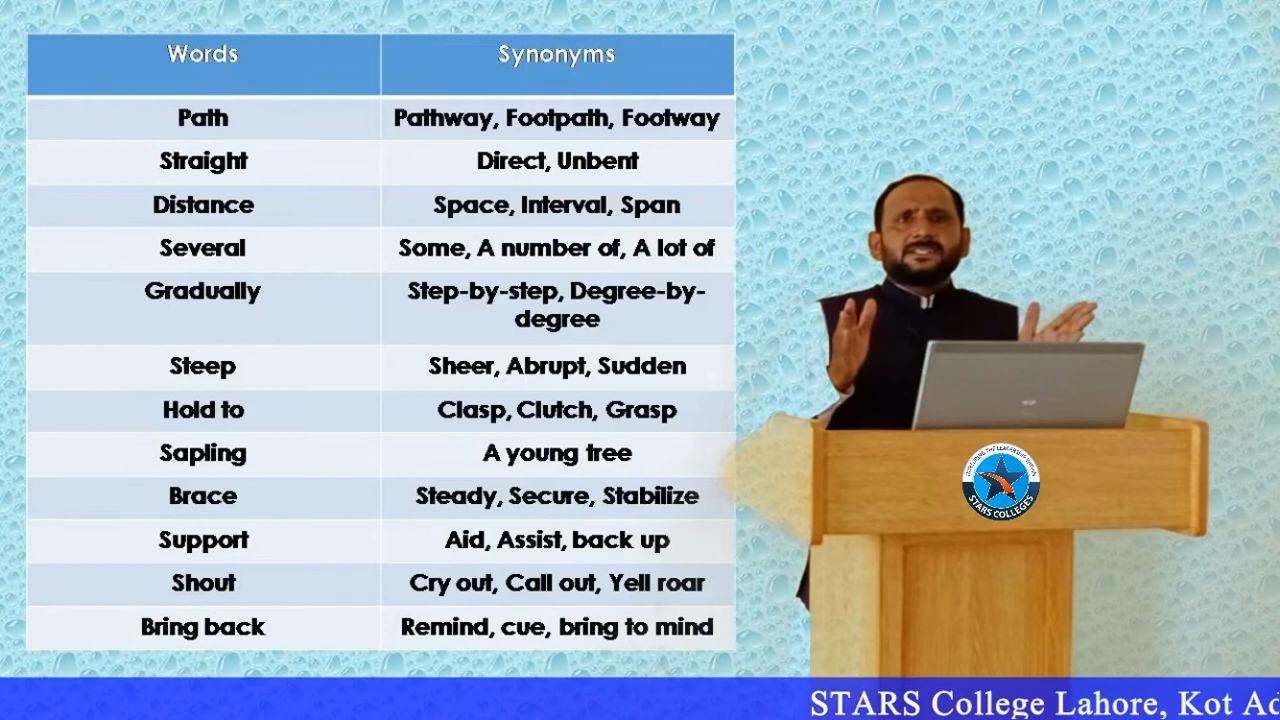 Words Synonyms
Path Pathway, Footpath, Footway
Straight Direct, Unbent
Distance Space, Interval, Span
Several Some, A number of, A lot of
Gradually Step-by-step, Degree-by-
degree
Steep Sheer, Abrupt, Sudden
Hold to Clasp, Clutch, Grasp
Sapling A young tree
Brace Steady, Secure, Stabilize
Support Aid, Assist, back up
Shout Cry out, Call out, Yell roar
Bring back Remind, cue, bring to mind
STARS COLLEGES
STARS College Lahore, Kot Ad